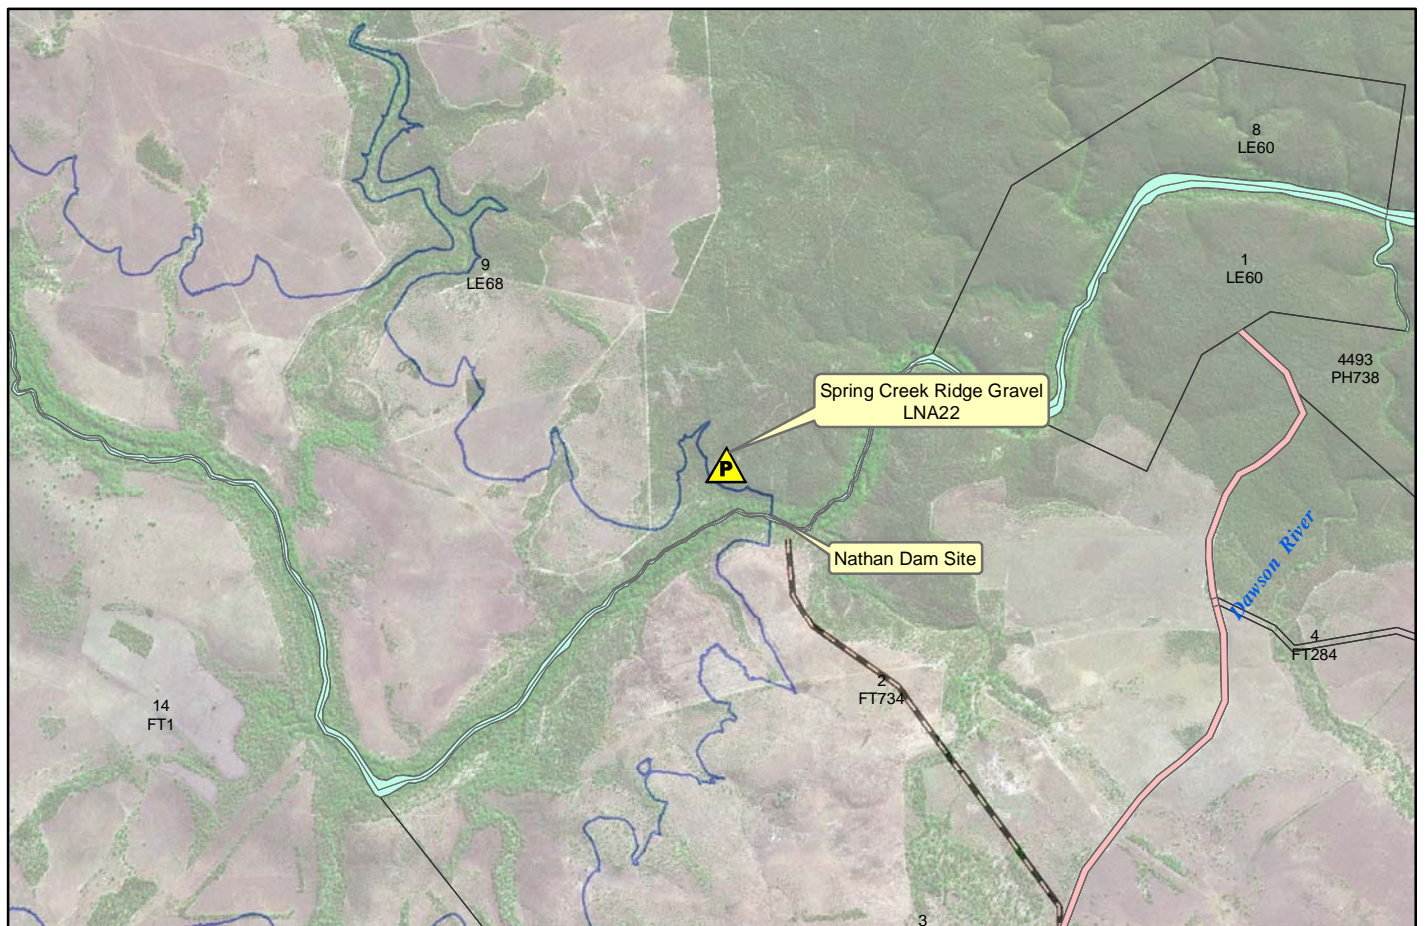 8
LE60
1
LE60
9
LE68
4493
PH738
Spring Creek Ridge Gravel
LNA22
P
Nathan Dam Site
Dawson River
4
FT284
2
FT734
14
FT1
3